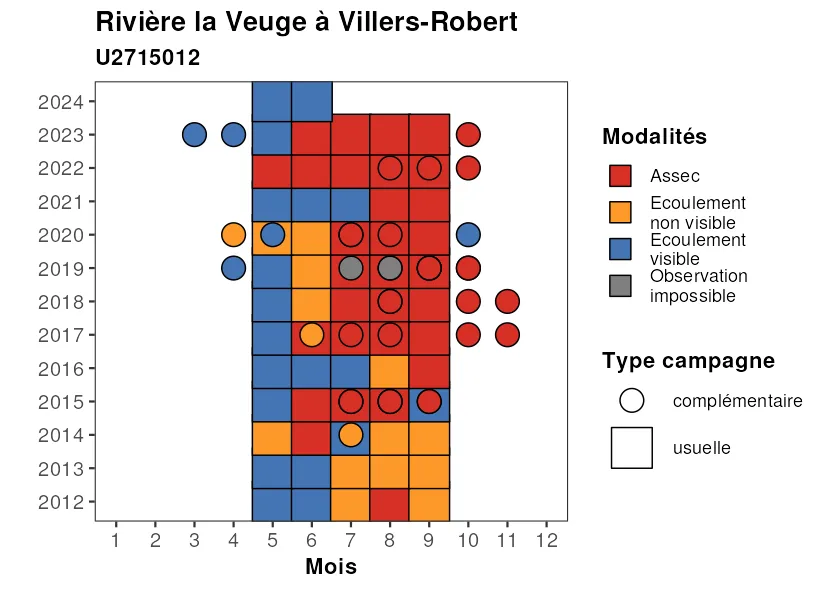 Rivière la Veuge à Villers-Robert
U2715012
2024
2023
2022
2021
2020
2019
2018
2017
2016
2015
2014
2013
2012
1 2 3 4 5 6 7 8 9 10 11 12
Mois
Modalités
Assec
Ecoulement
non visible
Ecoulement
visible
Observation
impossible
Type campagne
complémentaire
usuelle